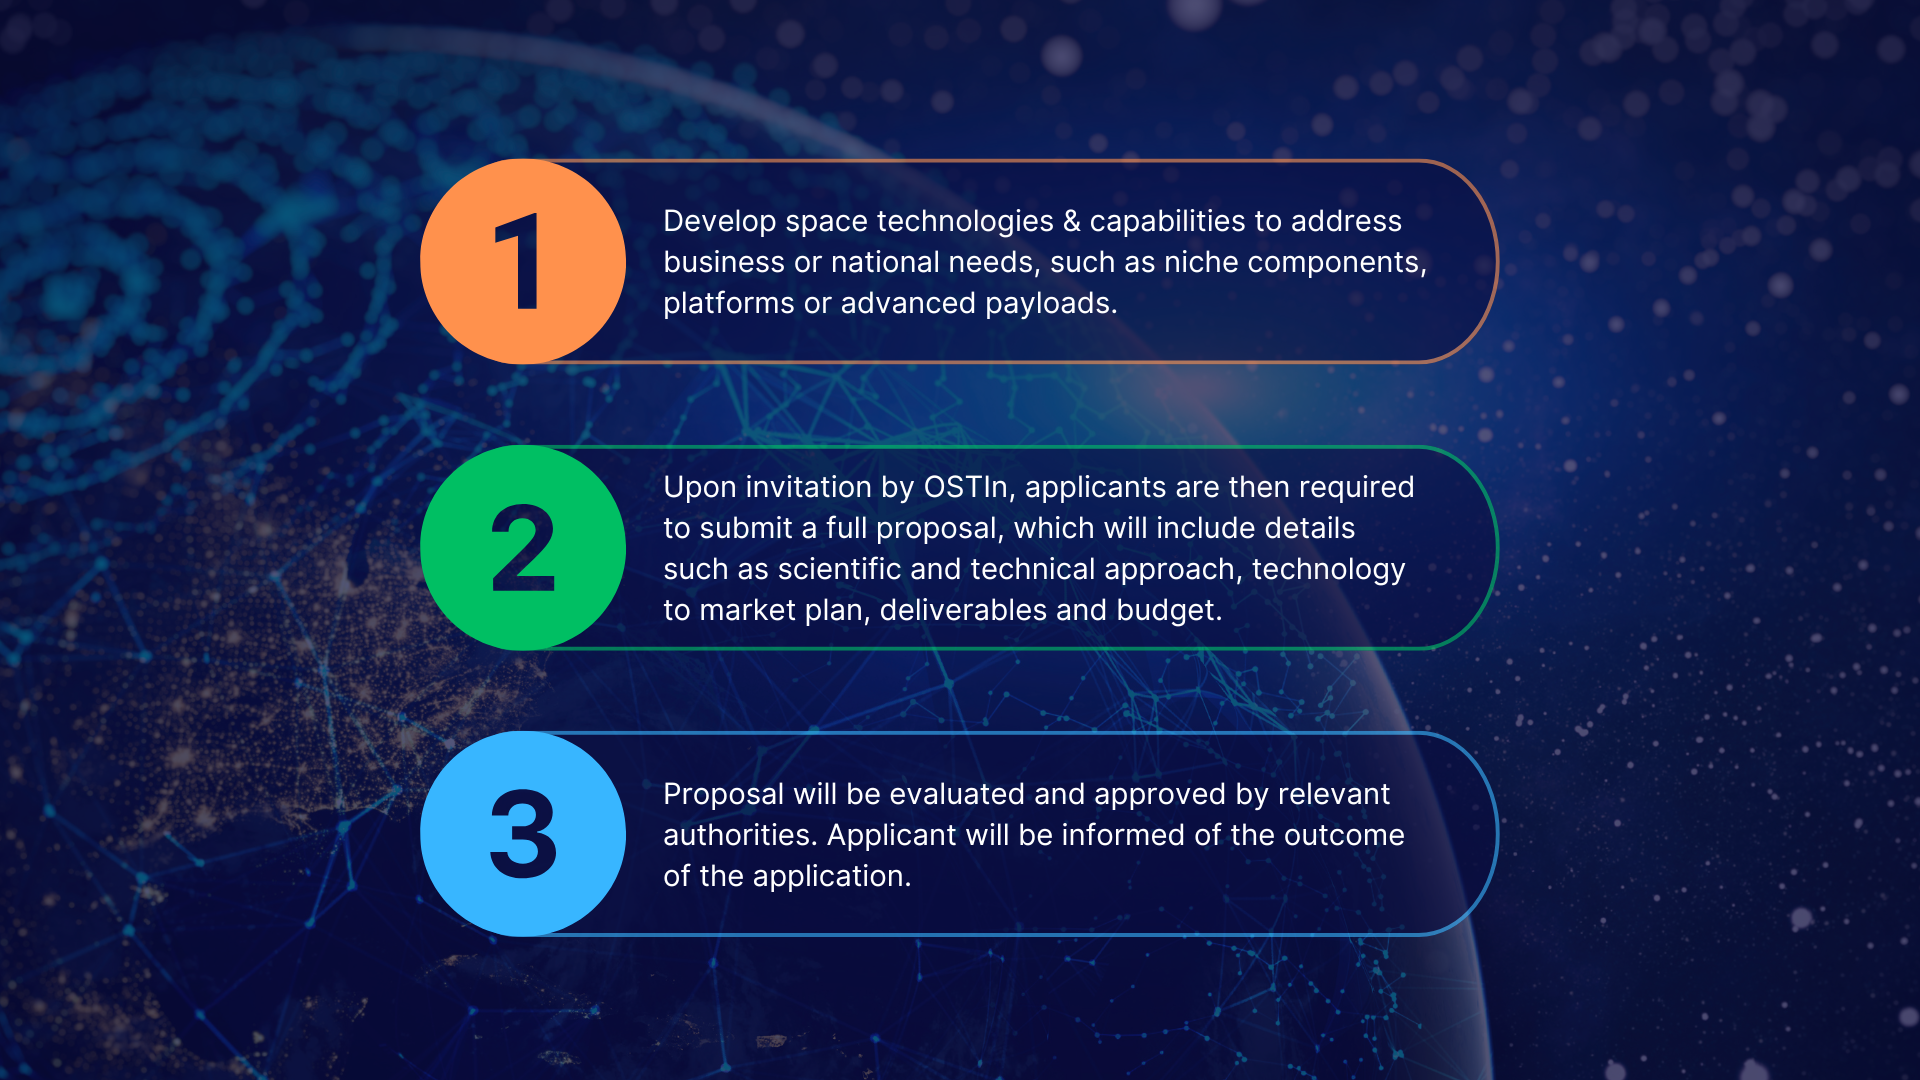 1
Develop space technologies & capabilities to address
business or national needs, such as niche components,
platforms or advanced payloads.
2
Upon invitation by OSTIn, applicants are then required
to submit a full proposal, which will include details
such as scientific and technical approach, technology
to market plan, deliverables and budget.
3
Proposal will be evaluated and approved by relevant
authorities. Applicant will be informed of the outcome
of the application.